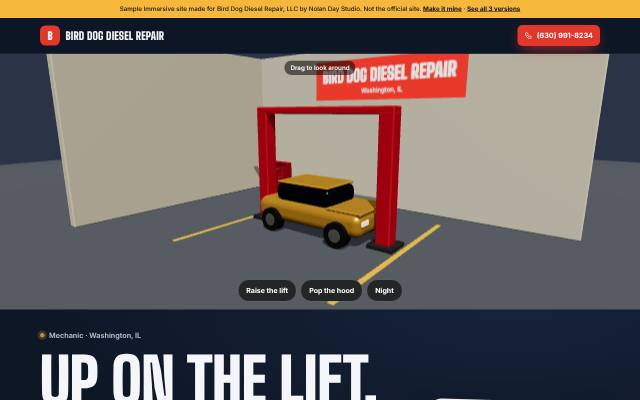 Sample Immersive site made for Bird Dog Diesel Repair, LLC by Nolan Day Studio. Not the official site. Make it mine · See all 3 versions
B BIRD DOG DIESEL REPAIR
(630) 991-8234
Drag to look around
BIRD DOG DIESEL REPAIR
Washington, IL
Raise the lift
Pop the hood
Night
Mechanic · Washington, IL
UP ON THE LIFT.